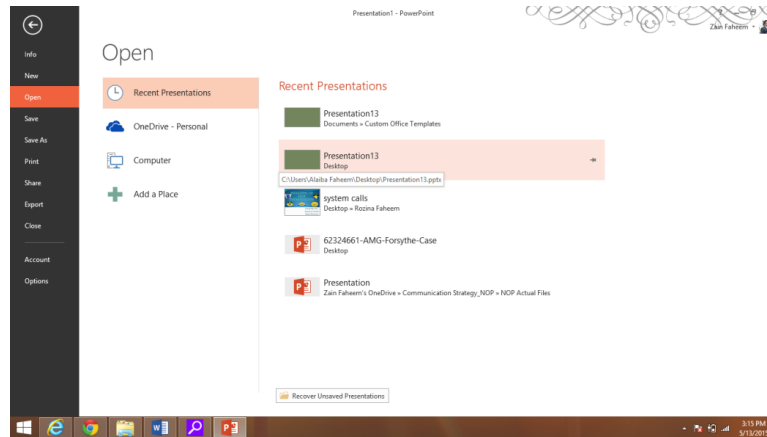 Presentation1 - PowerPoint
Zain Faheem
Info
New
Open
Save
Save As
Print
Share
Export
Close
Account
Options
Open
Recent Presentations
OneDrive - Personal
Computer
Add a Place
Recent Presentations
Presentation13
Documents » Custom Office Templates
Presentation13
Desktop
C:\Users\Alaiba Faheem\Desktop\Presentation13.pptx
system calls
Desktop » Rozina Faheem
62324661-AMG-Forsythe-Case
Desktop
Presentation
Zain Faheem's OneDrive » Communication Strategy_NOP » NOP Actual Files
Recover Unsaved Presentations
3:15 PM